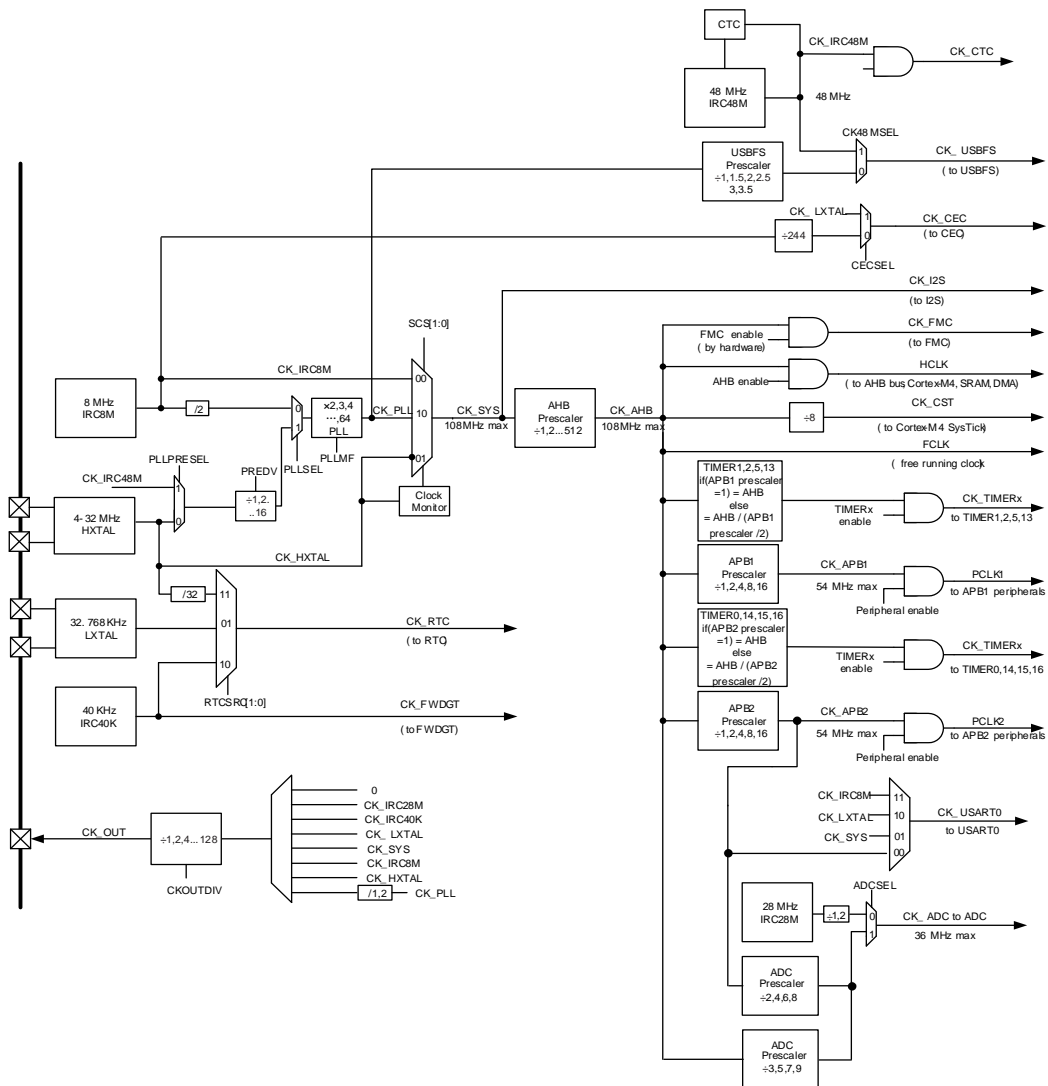 CTC
CK_IRC48M
CK_CTC
48 MHz
IRC48M
48 MHz
CK48MSEL
1
0
CK_ USBFS
( to USBFS)
USBFS
Prescaler
÷1,1.5,2,2.5
3,3.5
CK_ LXTAL
÷244
1
0
CK_CEC
(to CEC)
CECSEL
CK_I2S
(to I2S)
SCS[1:0]
FMC enable
( by hardware)
CK_FMC
(to FMC)
HCLK
AHB enable
( to AHB bus,Cortex-M4, SRAM, DMA)
CK_IRC8M
8 MHz
IRC8M
/2
0
1
PLLSEL
×2,3,4
…,64
PLL
PLLMF
CK_PLL
00
10
01
CK_SYS
108MHz max
AHB
Prescaler
÷1,2...512
CK_AHB
108MHz max
÷8
CK_CST
(to Cortex-M4 SysTick)
FCLK
( free running clock)
Clock
Monitor
PLLPRESEL
CK_IRC48M
1
0
PREDV
÷1,2.
..16
4-32 MHz
HXTAL
CK_HXTAL
TIMER1,2,5,13
if(APB1 prescaler
=1) = AHB
else
= AHB / (APB1
prescaler /2)
TIMERx
enable
CK_TIMERx
to TIMER1,2,5,13
APB1
Prescaler
÷1,2,4,8,16
CK_APB1
54 MHz max
Peripheral enable
PCLK1
to APB1 peripherals
/32
11
01
10
32.768KHz
LXTAL
CK_RTC
(to RTC)
TIMER0,14,15,16
if(APB2 prescaler
=1) = AHB
else
= AHB / (APB2
prescaler /2)
TIMERx
enable
CK_TIMERx
to TIMER0,14,15,16
40 KHz
IRC40K
RTCSRC[1:0]
CK_FWDGT
(to FWDGT)
APB2
Prescaler
÷1,2,4,8,16
CK_APB2
54 MHz max
Peripheral enable
PCLK2
to APB2 peripherals
CK_OUT
÷1,2,4...128
CKOUTDIV
0
CK_IRC28M
CK_IRC40K
CK_ LXTAL
CK_SYS
CK_IRC8M
CK_HXTAL
/1,2
CK_PLL
CK_IRC8M
CK_LXTAL
CK_SYS
11
10
01
00
CK_USART0
to USART0
28 MHz
IRC28M
÷1,2
ADCSEL
0
1
CK_ ADC to ADC
36 MHz max
ADC
Prescaler
÷2,4,6,8
ADC
Prescaler
÷3,5,7,9